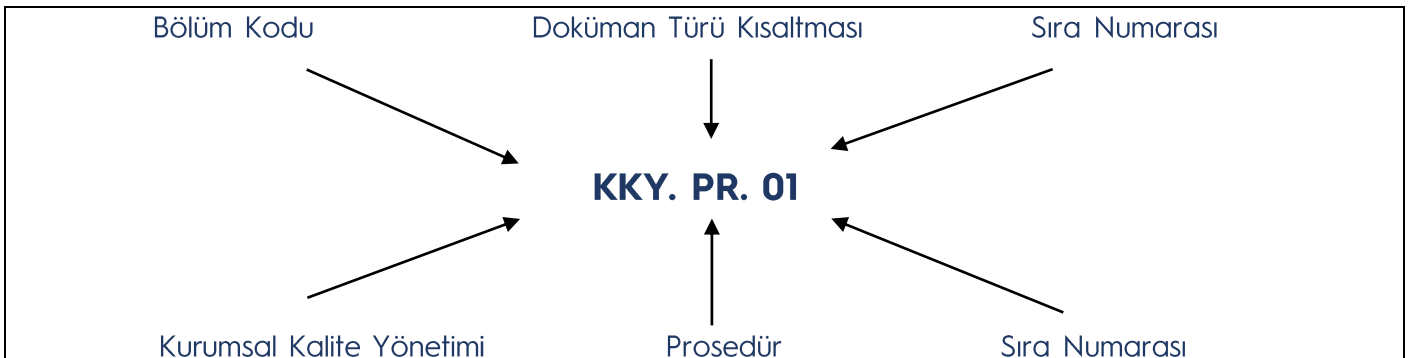 Bölüm Kodu Doküman Türü Kısaltması Sıra Numarası
KKY. PR. 01
Kurumsal Kalite Yönetimi Prosedür Sıra Numarası